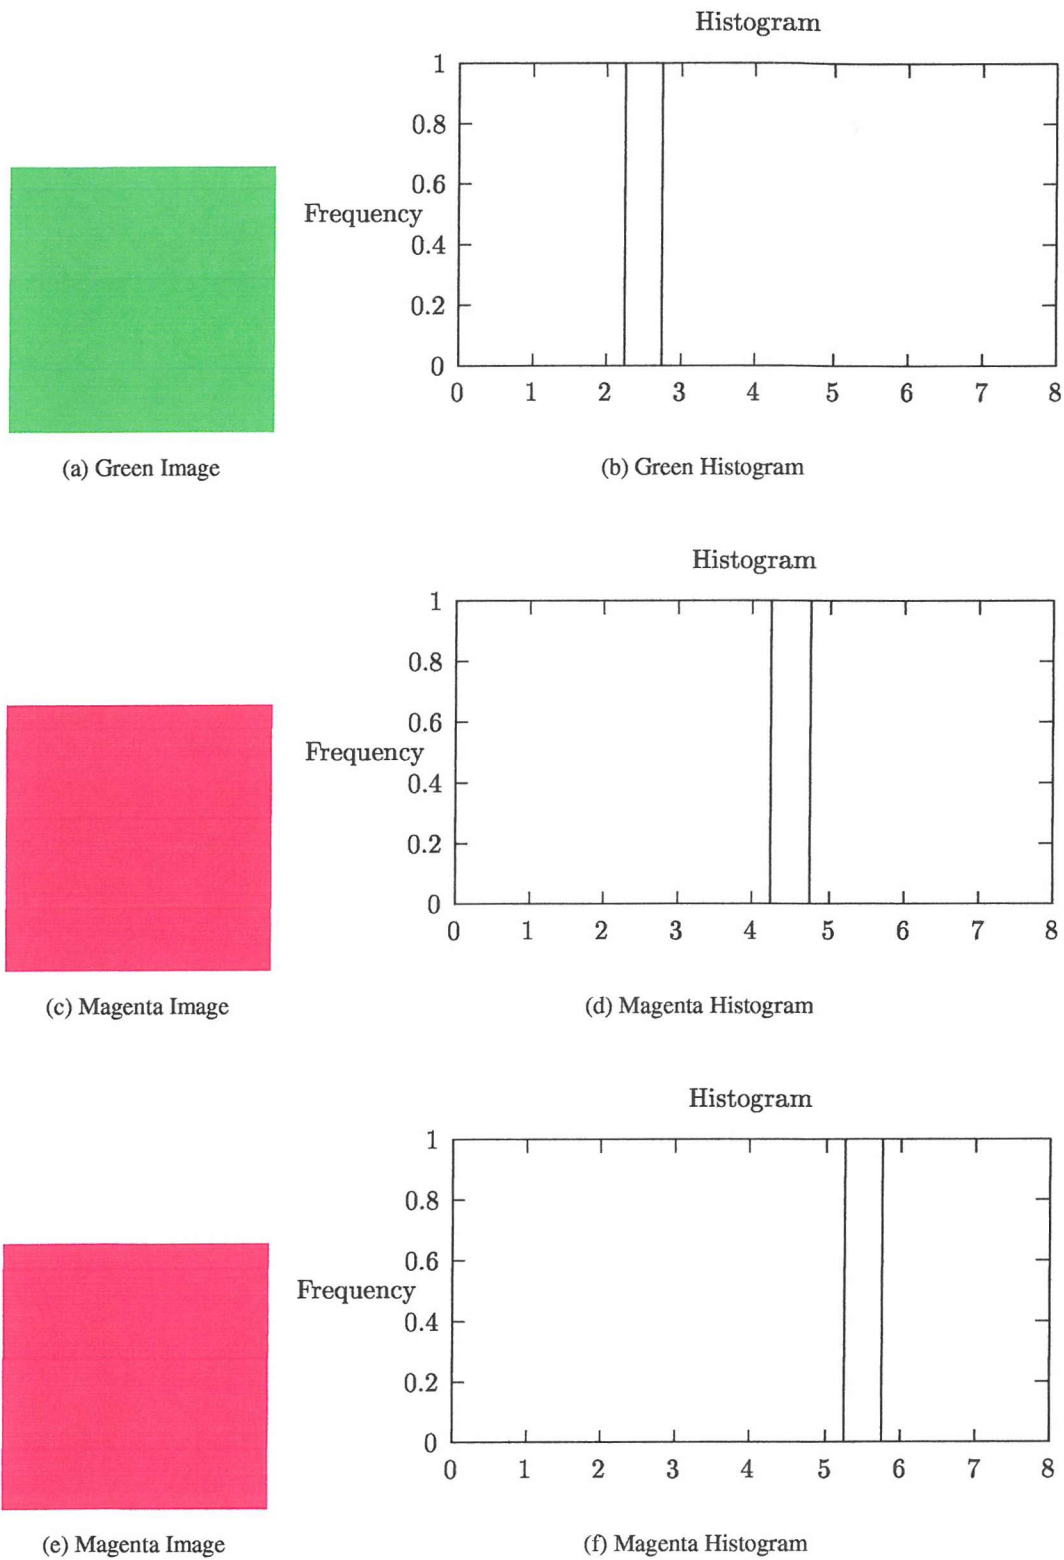 Histogram
1
0.8
0.6
Frequency
0.4
0.2
0
0 1 2 3 4 5 6 7 8
(a) Green Image
(b) Green Histogram
Histogram
1
0.8
0.6
Frequency
0.4
0.2
0
0 1 2 3 4 5 6 7 8
(c) Magenta Image
(d) Magenta Histogram
Histogram
1
0.8
0.6
Frequency
0.4
0.2
0
0 1 2 3 4 5 6 7 8
(e) Magenta Image
(f) Magenta Histogram